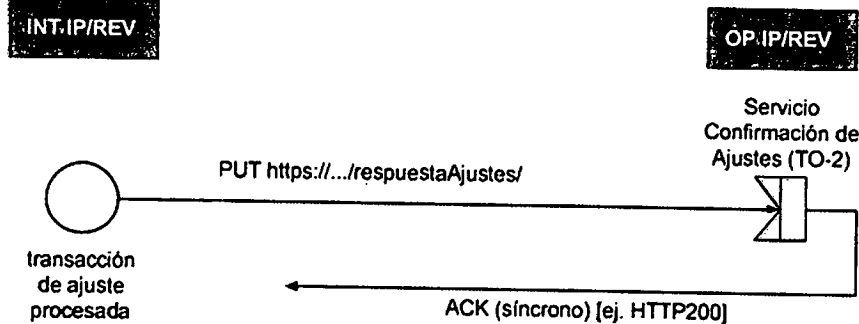 INT.IP/REV
OP.IP/REV
Servicio
Confirmación de
Ajustes (TO-2)
PUT https://.../respuestaAjustes/
transacción
de ajuste
procesada
ACK (síncrono) [ej. HTTP200]